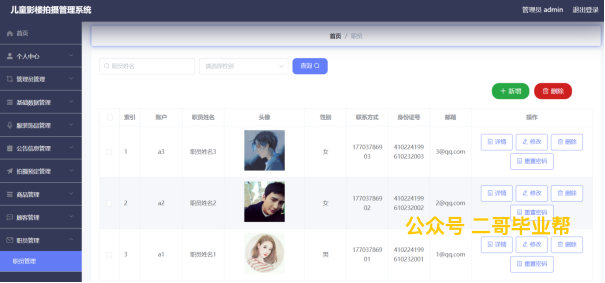 儿童影楼拍摄管理系统
管理员 admin 退出登录
首页
首页 / 职员
个人中心
管理员管理
基础数据管理
服装饰品管理
公告信息管理
拍摄预定管理
商品管理
顾客管理
职员管理
职员管理
职员姓名 请选择性别 查询
+ 新增 删除
索引 账户 职员姓名 头像 性别 联系方式 身份证号 邮箱 操作
1 a3 职员姓名3 女 17703786903 410224199610232003 3@qq.com 详情 修改 删除
重置密码
2 a2 职员姓名2 女 17703786902 410224199610232002 2@qq.com 详情 修改 删除
重置密码
公众号 二哥毕业帮
3 a1 职员姓名1 男 17703786901 410224199610232001 1@qq.com 详情 修改 删除
重置密码